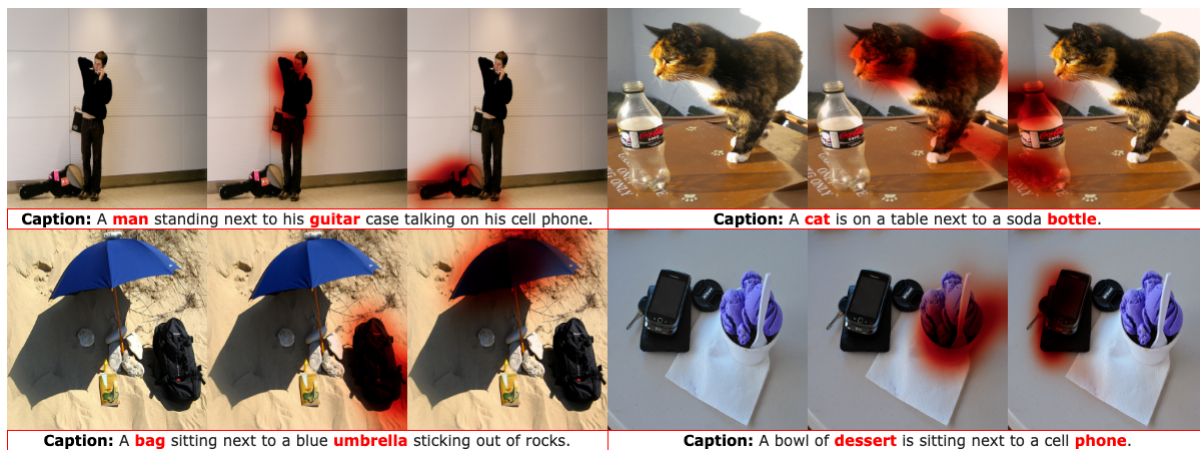 Caption: A man standing next to his guitar case talking on his cell phone.
Caption: A cat is on a table next to a soda bottle.
Caption: A bag sitting next to a blue umbrella sticking out of rocks.
Caption: A bowl of dessert is sitting next to a cell phone.